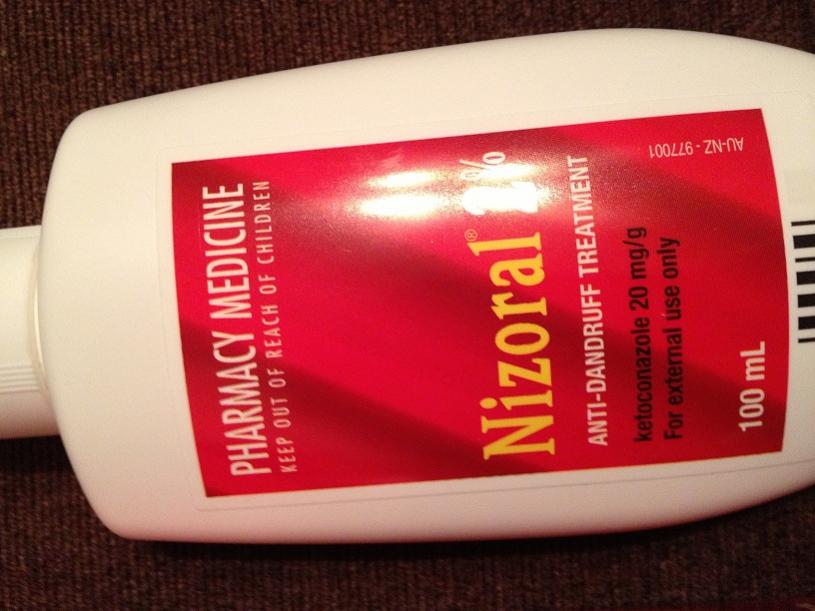 PHARMACY MEDICINE
KEEP OUT OF REACH OF CHILDREN
Nizoral® 2%
ANTI-DANDRUFF TREATMENT
ketoconazole 20 mg/g
For external use only
100 mL
AU-NZ - 977001